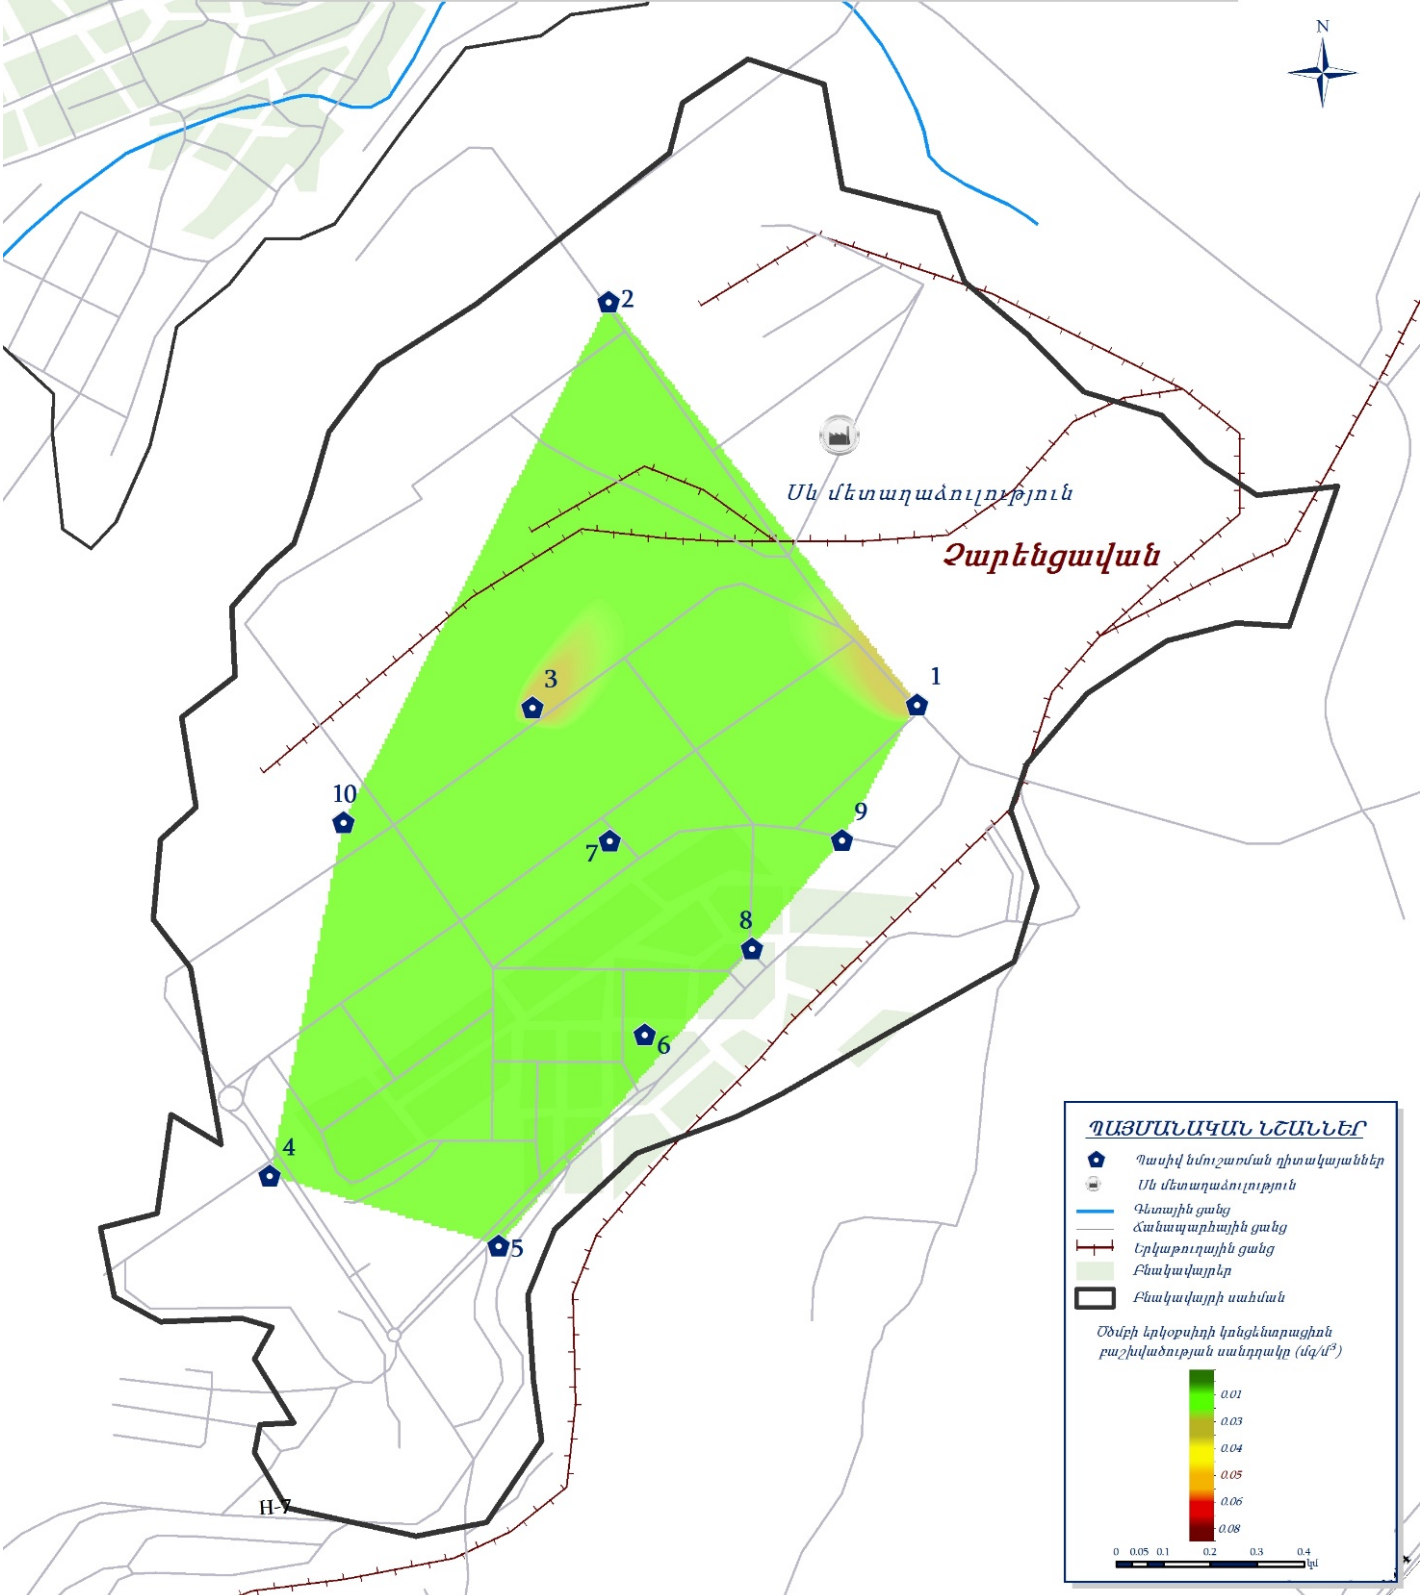 N
2
Սև մետաղաձուլություն
Չարենցավան
3
1
10
9
7
8
6
4
5
H-7
ՊԱՅՄԱՆԱԿԱՆ ՆՇԱՆՆԵՐ
Պասիվ նմուշառման դիտակայաններ
Սև մետաղաձուլություն
Գետային ցանց
Ճանապարհային ցանց
Երկաթուղային ցանց
Բնակավայրեր
Բնակավայրի սահման
Ծծմբի երկօքսիդի կոնցենտրացիոն
բաշխվածության սանդղակը (մգ/մ³)
0.01
0.03
0.04
0.05
0.06
0.08
0 0.05 0.1 0.2 0.3 0.4
կմ